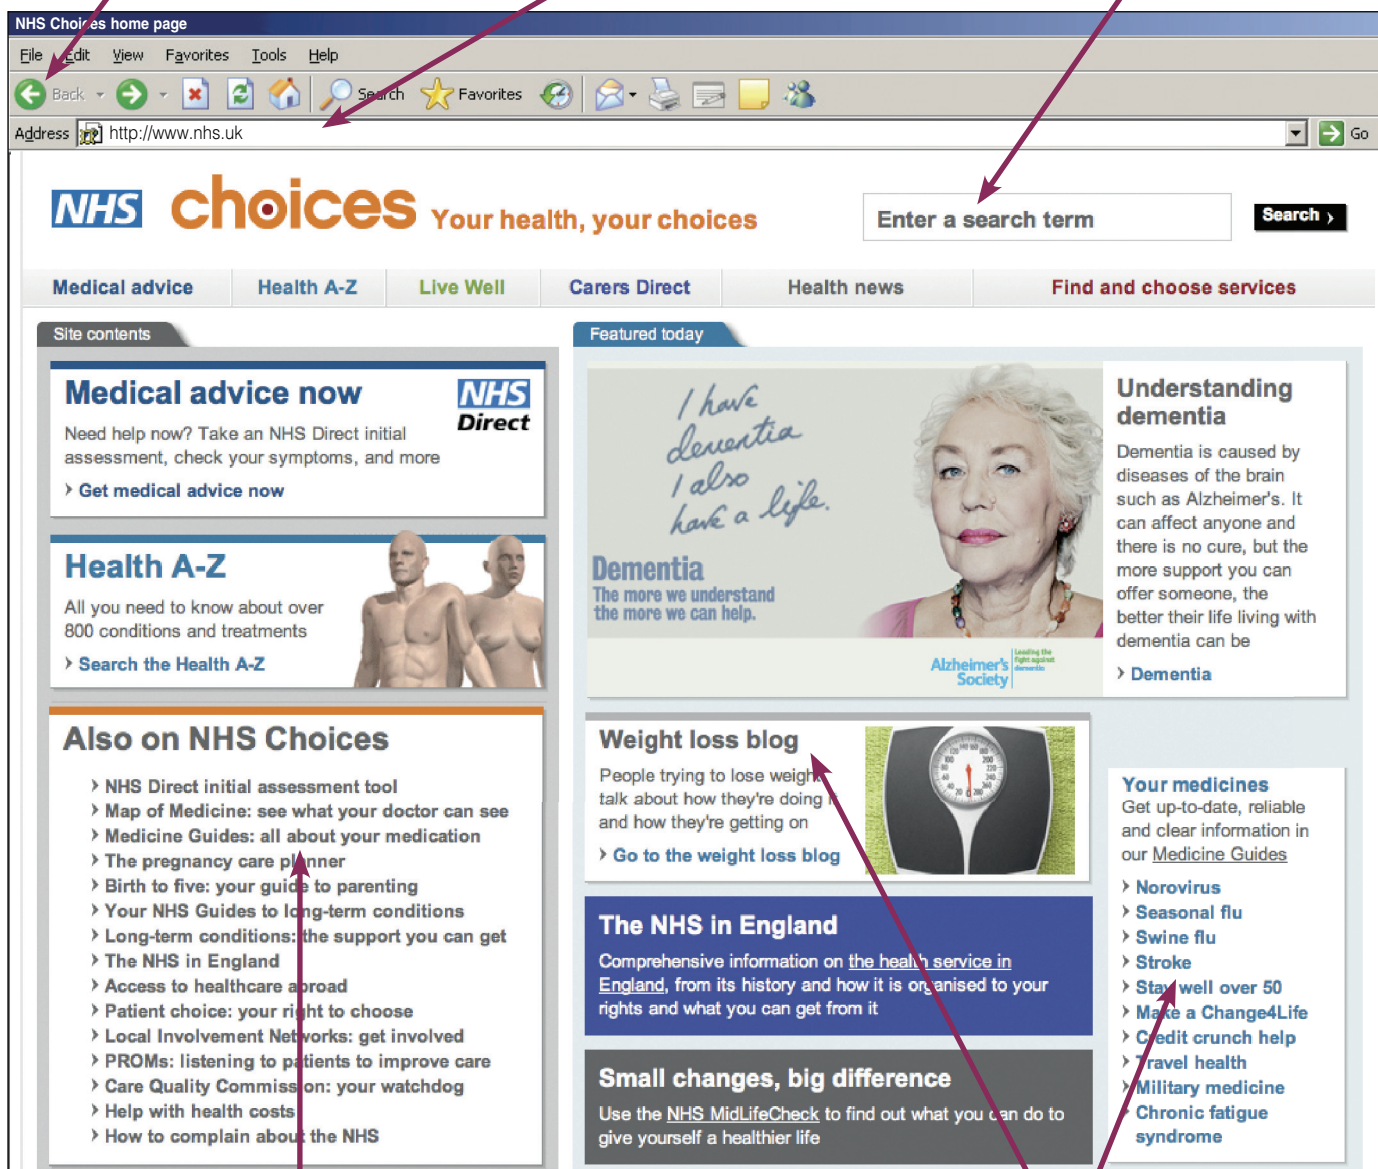 NHS Choices home page
File Edit View Favorites Tools Help
Back Search Favorites
Address http://www.nhs.uk Go
NHS choices Your health, your choices
Enter a search term
Search ›
Medical advice Health A-Z Live Well Carers Direct Health news Find and choose services
Site contents
Medical advice now
NHS
Direct
Need help now? Take an NHS Direct initial
assessment, check your symptoms, and more
› Get medical advice now
Health A-Z
All you need to know about over
800 conditions and treatments
› Search the Health A-Z
Also on NHS Choices
› NHS Direct initial assessment tool
› Map of Medicine: see what your doctor can see
› Medicine Guides: all about your medication
› The pregnancy care planner
› Birth to five: your guide to parenting
› Your NHS Guides to long-term conditions
› Long-term conditions: the support you can get
› The NHS in England
› Access to healthcare abroad
› Patient choice: your right to choose
› Local Involvement Networks: get involved
› PROMs: listening to patients to improve care
› Care Quality Commission: your watchdog
› Help with health costs
› How to complain about the NHS
Featured today
I have
dementia
I also
have a life.
Dementia
The more we understand
the more we can help.
Alzheimer's
Society
Leading the
fight against
dementia
Understanding
dementia
Dementia is caused by
diseases of the brain
such as Alzheimer's. It
can affect anyone and
there is no cure, but the
more support you can
offer someone, the
better their life living with
dementia can be
› Dementia
Weight loss blog
People trying to lose weight
talk about how they're doing it
and how they're getting on
› Go to the weight loss blog
The NHS in England
Comprehensive information on the health service in
England, from its history and how it is organised to your
rights and what you can get from it
Small changes, big difference
Use the NHS MidLifeCheck to find out what you can do to
give yourself a healthier life
Your medicines
Get up-to-date, reliable
and clear information in
our Medicine Guides
› Norovirus
› Seasonal flu
› Swine flu
› Stroke
› Stay well over 50
› Make a Change4Life
› Credit crunch help
› Travel health
› Military medicine
› Chronic fatigue
syndrome